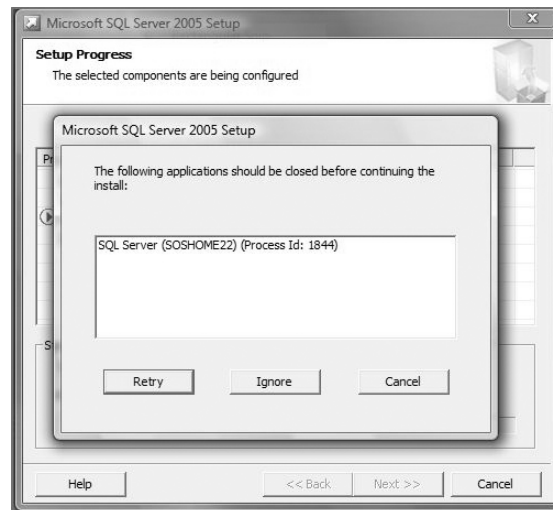 Microsoft SQL Server 2005 Setup
Setup Progress
The selected components are being configured
Microsoft SQL Server 2005 Setup
The following applications should be closed before continuing the
install:
SQL Server (SOSHOME22) (Process Id: 1844)
Retry Ignore Cancel
Help << Back Next >> Cancel